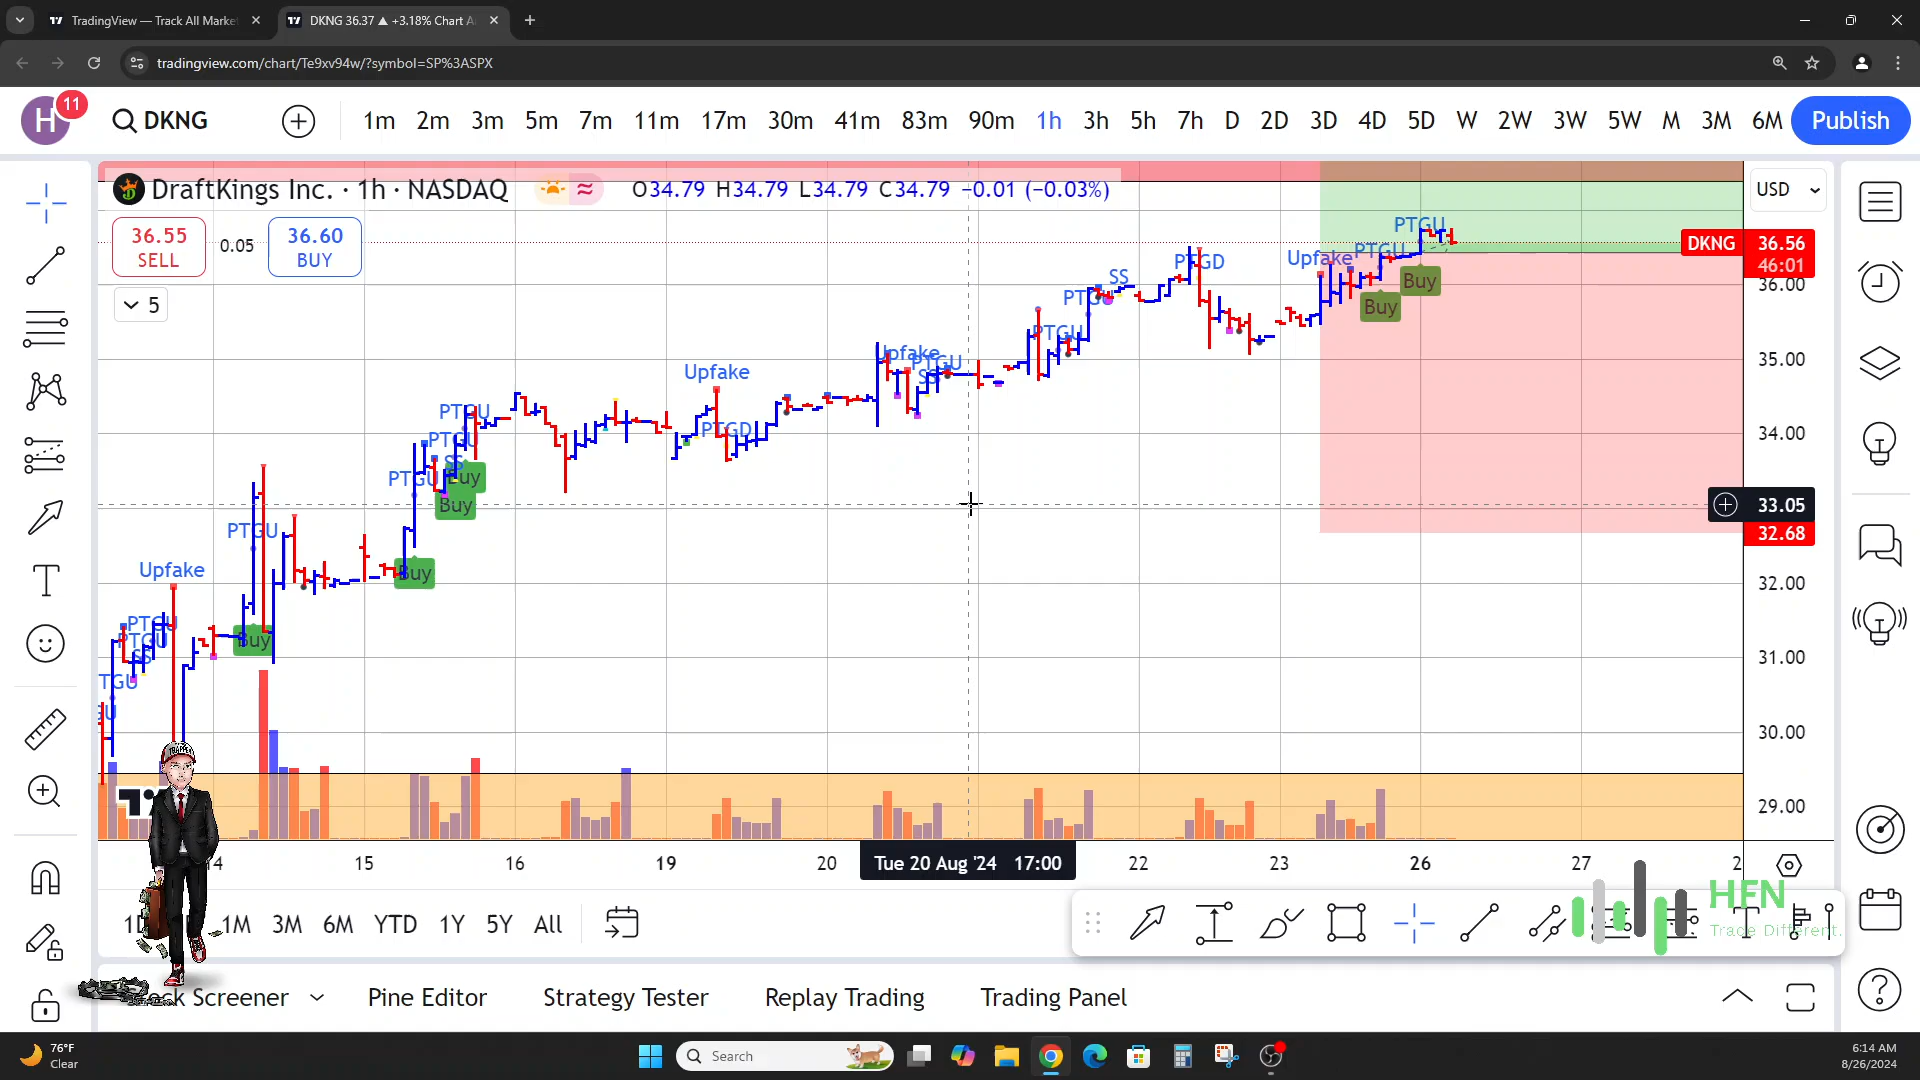 TradingView — Track All Marke
DKNG 36.37 ▲ +3.18% Chart A
tradingview.com/chart/Te9xv94w/?symbol=SP%3ASPX
H
11
DKNG
1m 2m 3m 5m 7m 11m 17m 30m 41m 83m 90m 1h 3h 5h 7h D 2D 3D 4D 5D W 2W 3W 5W M 3M 6M
Publish
DraftKings Inc. · 1h · NASDAQ
O34.79 H34.79 L34.79 C34.79 −0.01 (−0.03%)
USD
36.55
SELL
0.05
36.60
BUY
5
PTGU
PTGU
Upfake
DKNG
36.56
46:01
Buy
Buy
36.00
PTGD
SS
PTGU
PTGU
35.00
Upfake
PTGU
SS
Upfake
PTGD
34.00
PTGU
PTGU
SS
PTGU
Buy
Buy
33.05
32.68
PTGU
Upfake
Buy
32.00
PTGU
PTGU
SS
Buy
31.00
TGU
GU
30.00
TRAPPER
29.00
14 15 16 19 20
Tue 20 Aug '24 17:00
22 23 26 27 2
1D 1M 3M 6M YTD 1Y 5Y All
HFN
Trade Different.
ck Screener
Pine Editor
Strategy Tester
Replay Trading
Trading Panel
76°F
Clear
Search
6:14 AM
8/26/2024